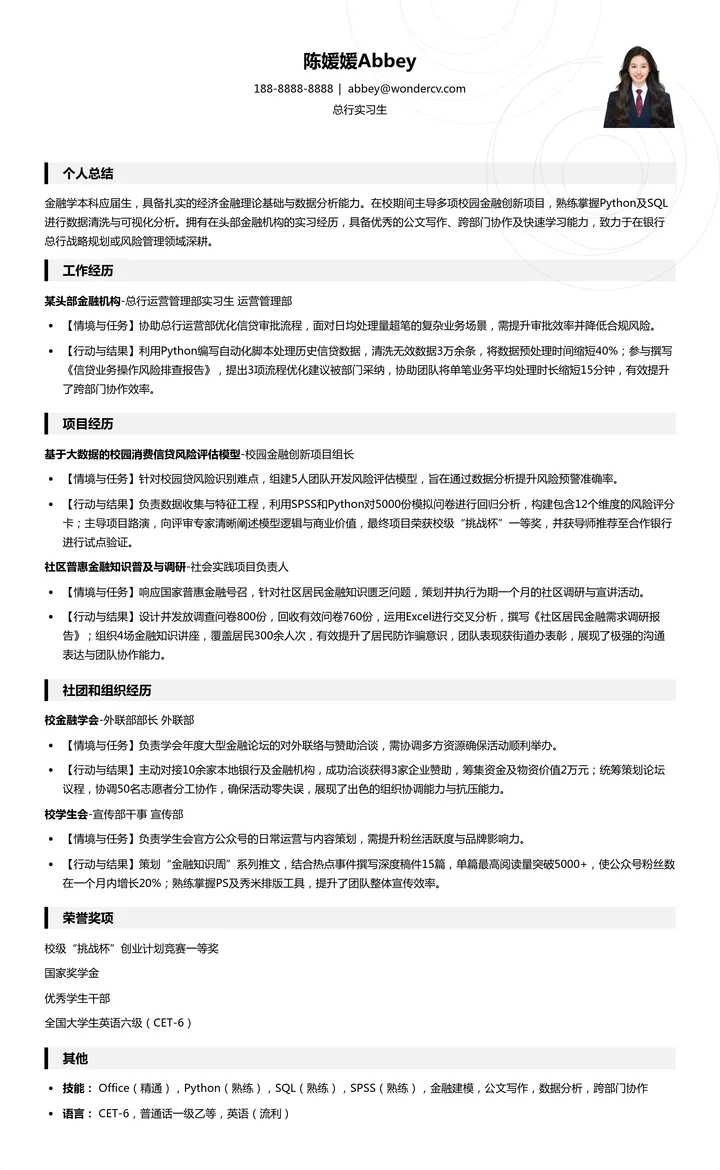 陈媛媛Abbey
188-8888-8888 | abbey@wondercv.com
总行实习生
个人总结
金融学本科应届生，具备扎实的经济金融理论基础与数据分析能力。在校期间主导多项校园金融创新项目，熟练掌握Python及SQL
进行数据清洗与可视化分析。拥有在头部金融机构的实习经历，具备优秀的公文写作、跨部门协作及快速学习能力，致力于在银行
总行战略规划或风险管理领域深耕。
工作经历
某头部金融机构-总行运营管理部实习生 运营管理部
• 【情境与任务】协助总行运营部优化信贷审批流程，面对日均处理量超笔的复杂业务场景，需提升审批效率并降低合规风险。
• 【行动与结果】利用Python编写自动化脚本处理历史信贷数据，清洗无效数据3万余条，将数据预处理时间缩短40%；参与撰写
《信贷业务操作风险排查报告》，提出3项流程优化建议被部门采纳，协助团队将单笔业务平均处理时长缩短15分钟，有效提升
了跨部门协作效率。
项目经历
基于大数据的校园消费信贷风险评估模型-校园金融创新项目组长
• 【情境与任务】针对校园贷风险识别难点，组建5人团队开发风险评估模型，旨在通过数据分析提升风险预警准确率。
• 【行动与结果】负责数据收集与特征工程，利用SPSS和Python对5000份模拟问卷进行回归分析，构建包含12个维度的风险评分
卡；主导项目路演，向评审专家清晰阐述模型逻辑与商业价值，最终项目荣获校级“挑战杯”一等奖，并获导师推荐至合作银行
进行试点验证。
社区普惠金融知识普及与调研-社会实践项目负责人
• 【情境与任务】响应国家普惠金融号召，针对社区居民金融知识匮乏问题，策划并执行为期一个月的社区调研与宣讲活动。
• 【行动与结果】设计并发放调查问卷800份，回收有效问卷760份，运用Excel进行交叉分析，撰写《社区居民金融需求调研报
告》；组织4场金融知识讲座，覆盖居民300余人次，有效提升了居民防诈骗意识，团队表现获街道办表彰，展现了极强的沟通
表达与团队协作能力。
社团和组织经历
校金融学会-外联部部长 外联部
• 【情境与任务】负责学会年度大型金融论坛的对外联络与赞助洽谈，需协调多方资源确保活动顺利举办。
• 【行动与结果】主动对接10余家本地银行及金融机构，成功洽谈获得3家企业赞助，筹集资金及物资价值2万元；统筹策划论坛
议程，协调50名志愿者分工协作，确保活动零失误，展现了出色的组织协调能力与抗压能力。
校学生会-宣传部干事 宣传部
• 【情境与任务】负责学生会官方公众号的日常运营与内容策划，需提升粉丝活跃度与品牌影响力。
• 【行动与结果】策划“金融知识周”系列推文，结合热点事件撰写深度稿件15篇，单篇最高阅读量突破5000+，使公众号粉丝数
在一个月内增长20%；熟练掌握PS及秀米排版工具，提升了团队整体宣传效率。
荣誉奖项
校级“挑战杯”创业计划竞赛一等奖
国家奖学金
优秀学生干部
全国大学生英语六级（CET-6）
其他
• 技能： Office（精通），Python（熟练），SQL（熟练），SPSS（熟练），金融建模，公文写作，数据分析，跨部门协作
• 语言： CET-6，普通话一级乙等，英语（流利）